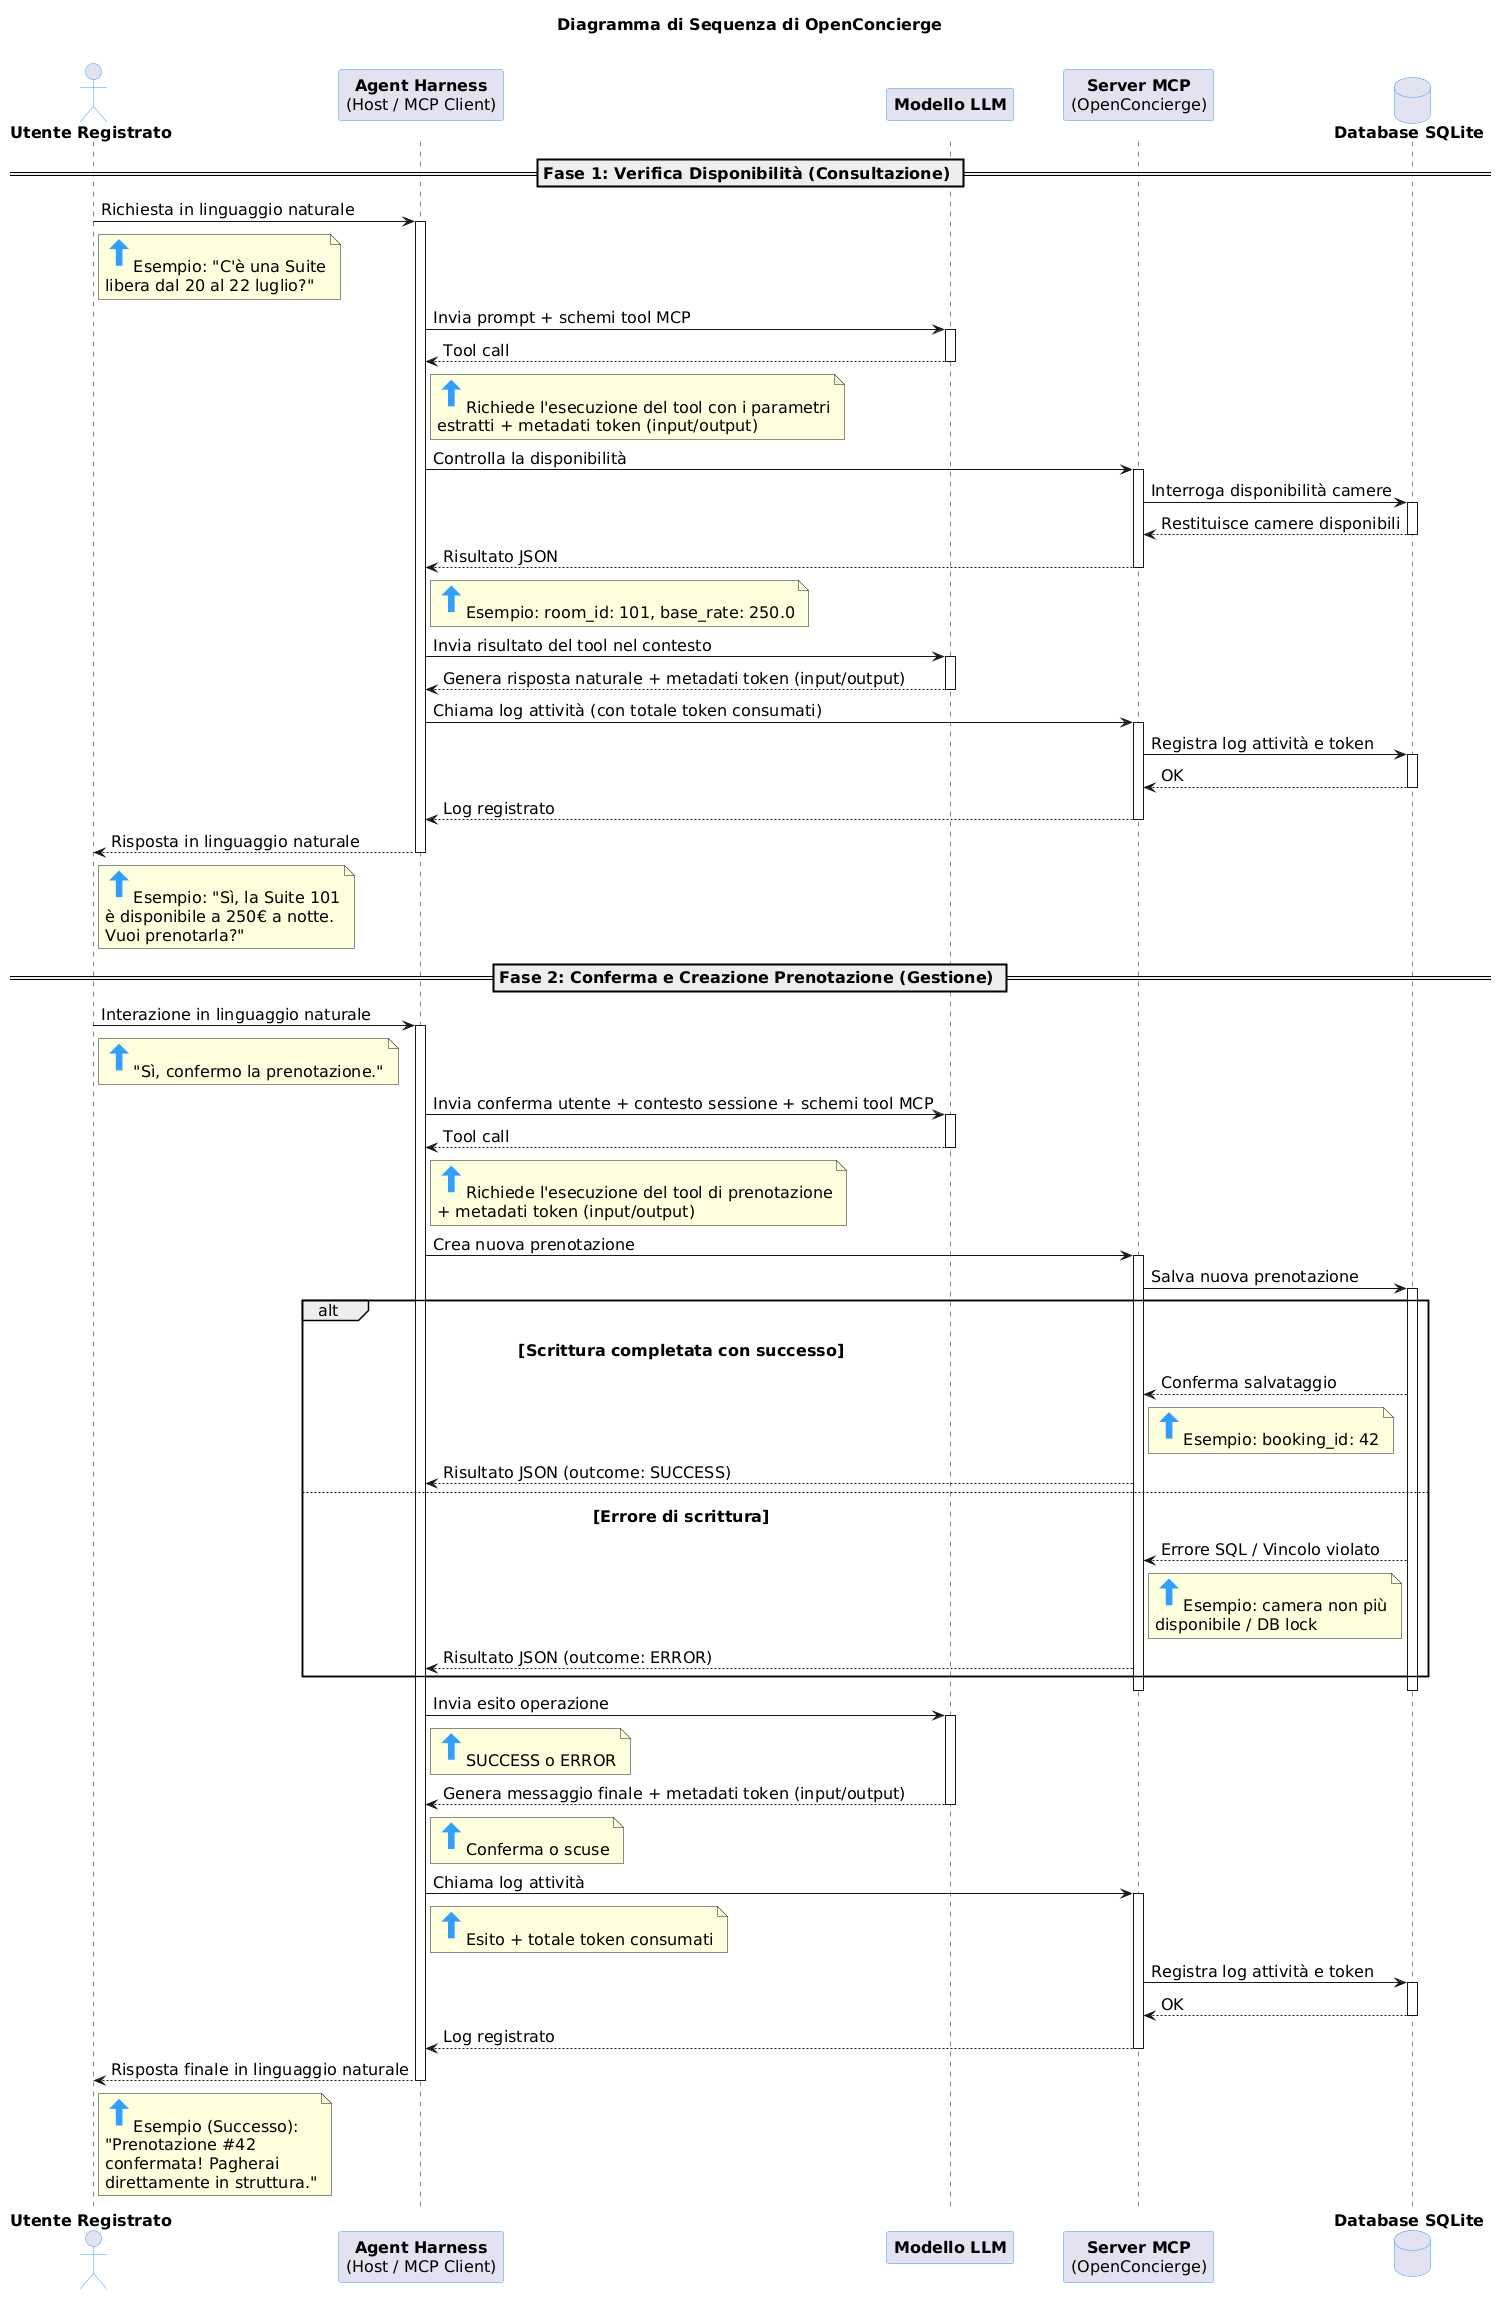 Diagramma di Sequenza di OpenConcierge
Utente Registrato
Agent Harness
(Host / MCP Client)
Modello LLM
Server MCP
(OpenConcierge)
Database SQLite
Fase 1: Verifica Disponibilità (Consultazione)
Richiesta in linguaggio naturale
Esempio: "C'è una Suite
libera dal 20 al 22 luglio?"
Invia prompt + schemi tool MCP
Tool call
Richiede l'esecuzione del tool con i parametri
estratti + metadati token (input/output)
Controlla la disponibilità
Interroga disponibilità camere
Restituisce camere disponibili
Risultato JSON
Esempio: room_id: 101, base_rate: 250.0
Invia risultato del tool nel contesto
Genera risposta naturale + metadati token (input/output)
Chiama log attività (con totale token consumati)
Registra log attività e token
OK
Log registrato
Risposta in linguaggio naturale
Esempio: "Sì, la Suite 101
è disponibile a 250€ a notte.
Vuoi prenotarla?"
Fase 2: Conferma e Creazione Prenotazione (Gestione)
Interazione in linguaggio naturale
"Sì, confermo la prenotazione."
Invia conferma utente + contesto sessione + schemi tool MCP
Tool call
Richiede l'esecuzione del tool di prenotazione
+ metadati token (input/output)
Crea nuova prenotazione
Salva nuova prenotazione
alt
[Scrittura completata con successo]
Conferma salvataggio
Esempio: booking_id: 42
Risultato JSON (outcome: SUCCESS)
[Errore di scrittura]
Errore SQL / Vincolo violato
Esempio: camera non più
disponibile / DB lock
Risultato JSON (outcome: ERROR)
Invia esito operazione
SUCCESS o ERROR
Genera messaggio finale + metadati token (input/output)
Conferma o scuse
Chiama log attività
Esito + totale token consumati
Registra log attività e token
OK
Log registrato
Risposta finale in linguaggio naturale
Esempio (Successo):
"Prenotazione #42
confermata! Pagherai
direttamente in struttura."
Utente Registrato
Agent Harness
(Host / MCP Client)
Modello LLM
Server MCP
(OpenConcierge)
Database SQLite